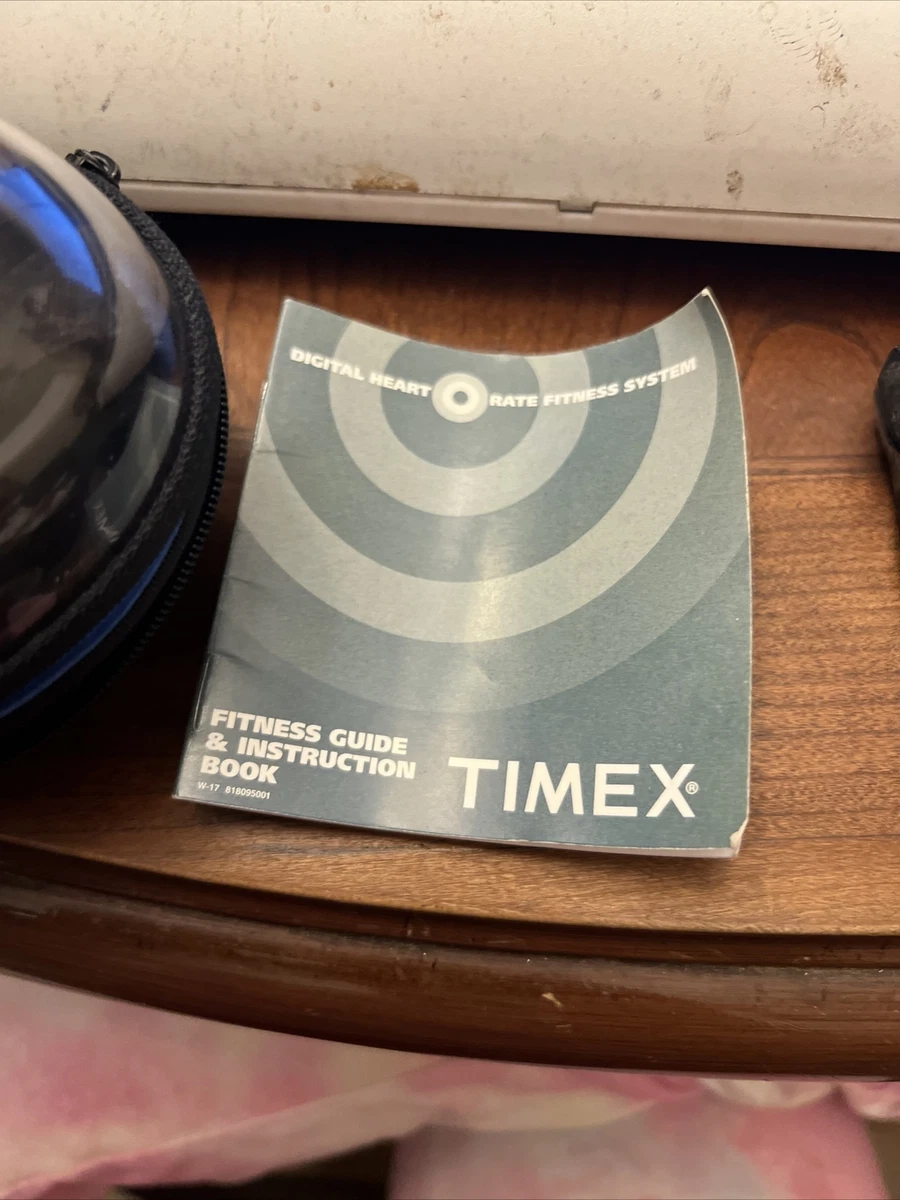 DIGITAL HEART RATE FITNESS SYSTEM
FITNESS GUIDE
& INSTRUCTION
BOOK
W-17 818095001
TIMEX®